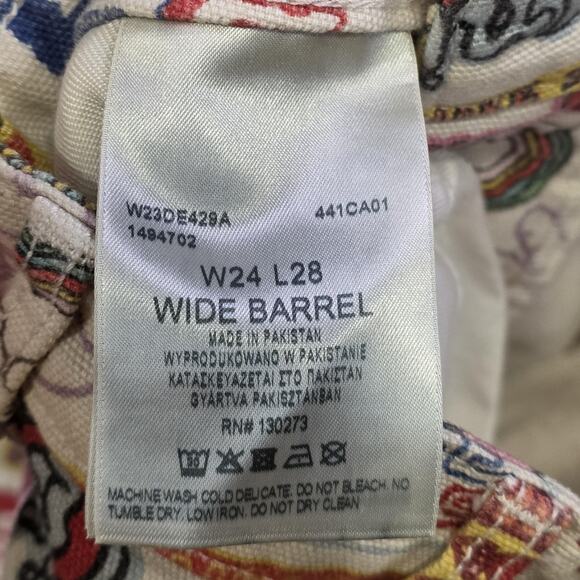 W23DE429A 441CA01
1494702
W24 L28
WIDE BARREL
MADE IN PAKISTAN
WYPRODUKOWANO W PAKISTANIE
ΚΑΤΑΣΚΕΥΑΖΕΤΑΙ ΣΤΟ ΠΑΚΙΣΤΑΝ
GYÁRTVA PAKISZTÁNBAN
RN# 130273
30
MACHINE WASH COLD DELICATE. DO NOT BLEACH. NO
TUMBLE DRY. LOW IRON. DO NOT DRY CLEAN